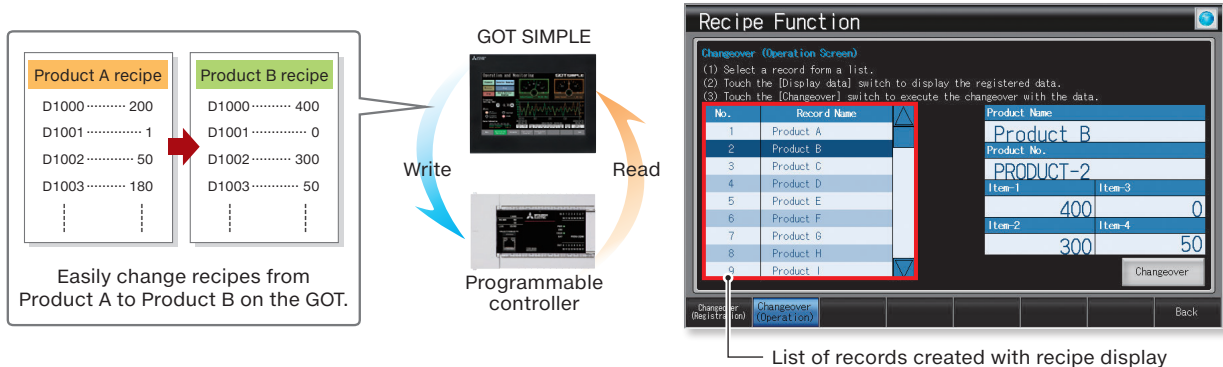 Product A recipe
D1000 ·········· 200
D1001 ·············· 1
D1002 ············ 50
D1003 ·········· 180
Product B recipe
D1000 ·········· 400
D1001 ·············· 0
D1002 ·········· 300
D1003 ············ 50
Easily change recipes from
Product A to Product B on the GOT.
GOT SIMPLE
Operation and Monitoring
GOT SIMPLE
Write
Read
Programmable
controller
Recipe Function
Changeover (Operation Screen)
(1) Select a record form a list.
(2) Touch the [Display data] switch to display the registered data.
(3) Touch the [Changeover] switch to execute the changeover with the data.
No. Record Name
1 Product A
2 Product B
3 Product C
4 Product D
5 Product E
6 Product F
7 Product G
8 Product H
9 Product I
Product Name
Product B
Product No.
PRODUCT-2
Item-1 Item-3
400 0
Item-2 Item-4
300 50
Changeover
Changeover Changeover
(Registration) (Operation)
Back
List of records created with recipe display